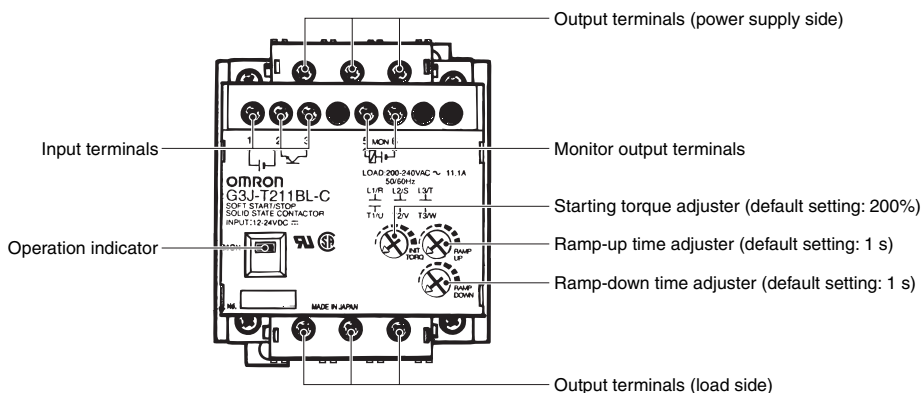 Output terminals (power supply side)
1 2 3 5 MON 6
Input terminals
Monitor output terminals
LOAD:200-240VAC ~ 11.1A
50/60Hz
OMRON
G3J-T211BL-C
SOFT START/STOP
SOLID STATE CONTACTOR
INPUT:12-24VDC
L1/R L2/S L3/T
T1/U T2/V T3/W
Starting torque adjuster (default setting: 200%)
INIT.
TORQ
RAMP
UP
Ramp-up time adjuster (default setting: 1 s)
Operation indicator
RAMP
DOWN
Ramp-down time adjuster (default setting: 1 s)
MADE IN JAPAN
Output terminals (load side)